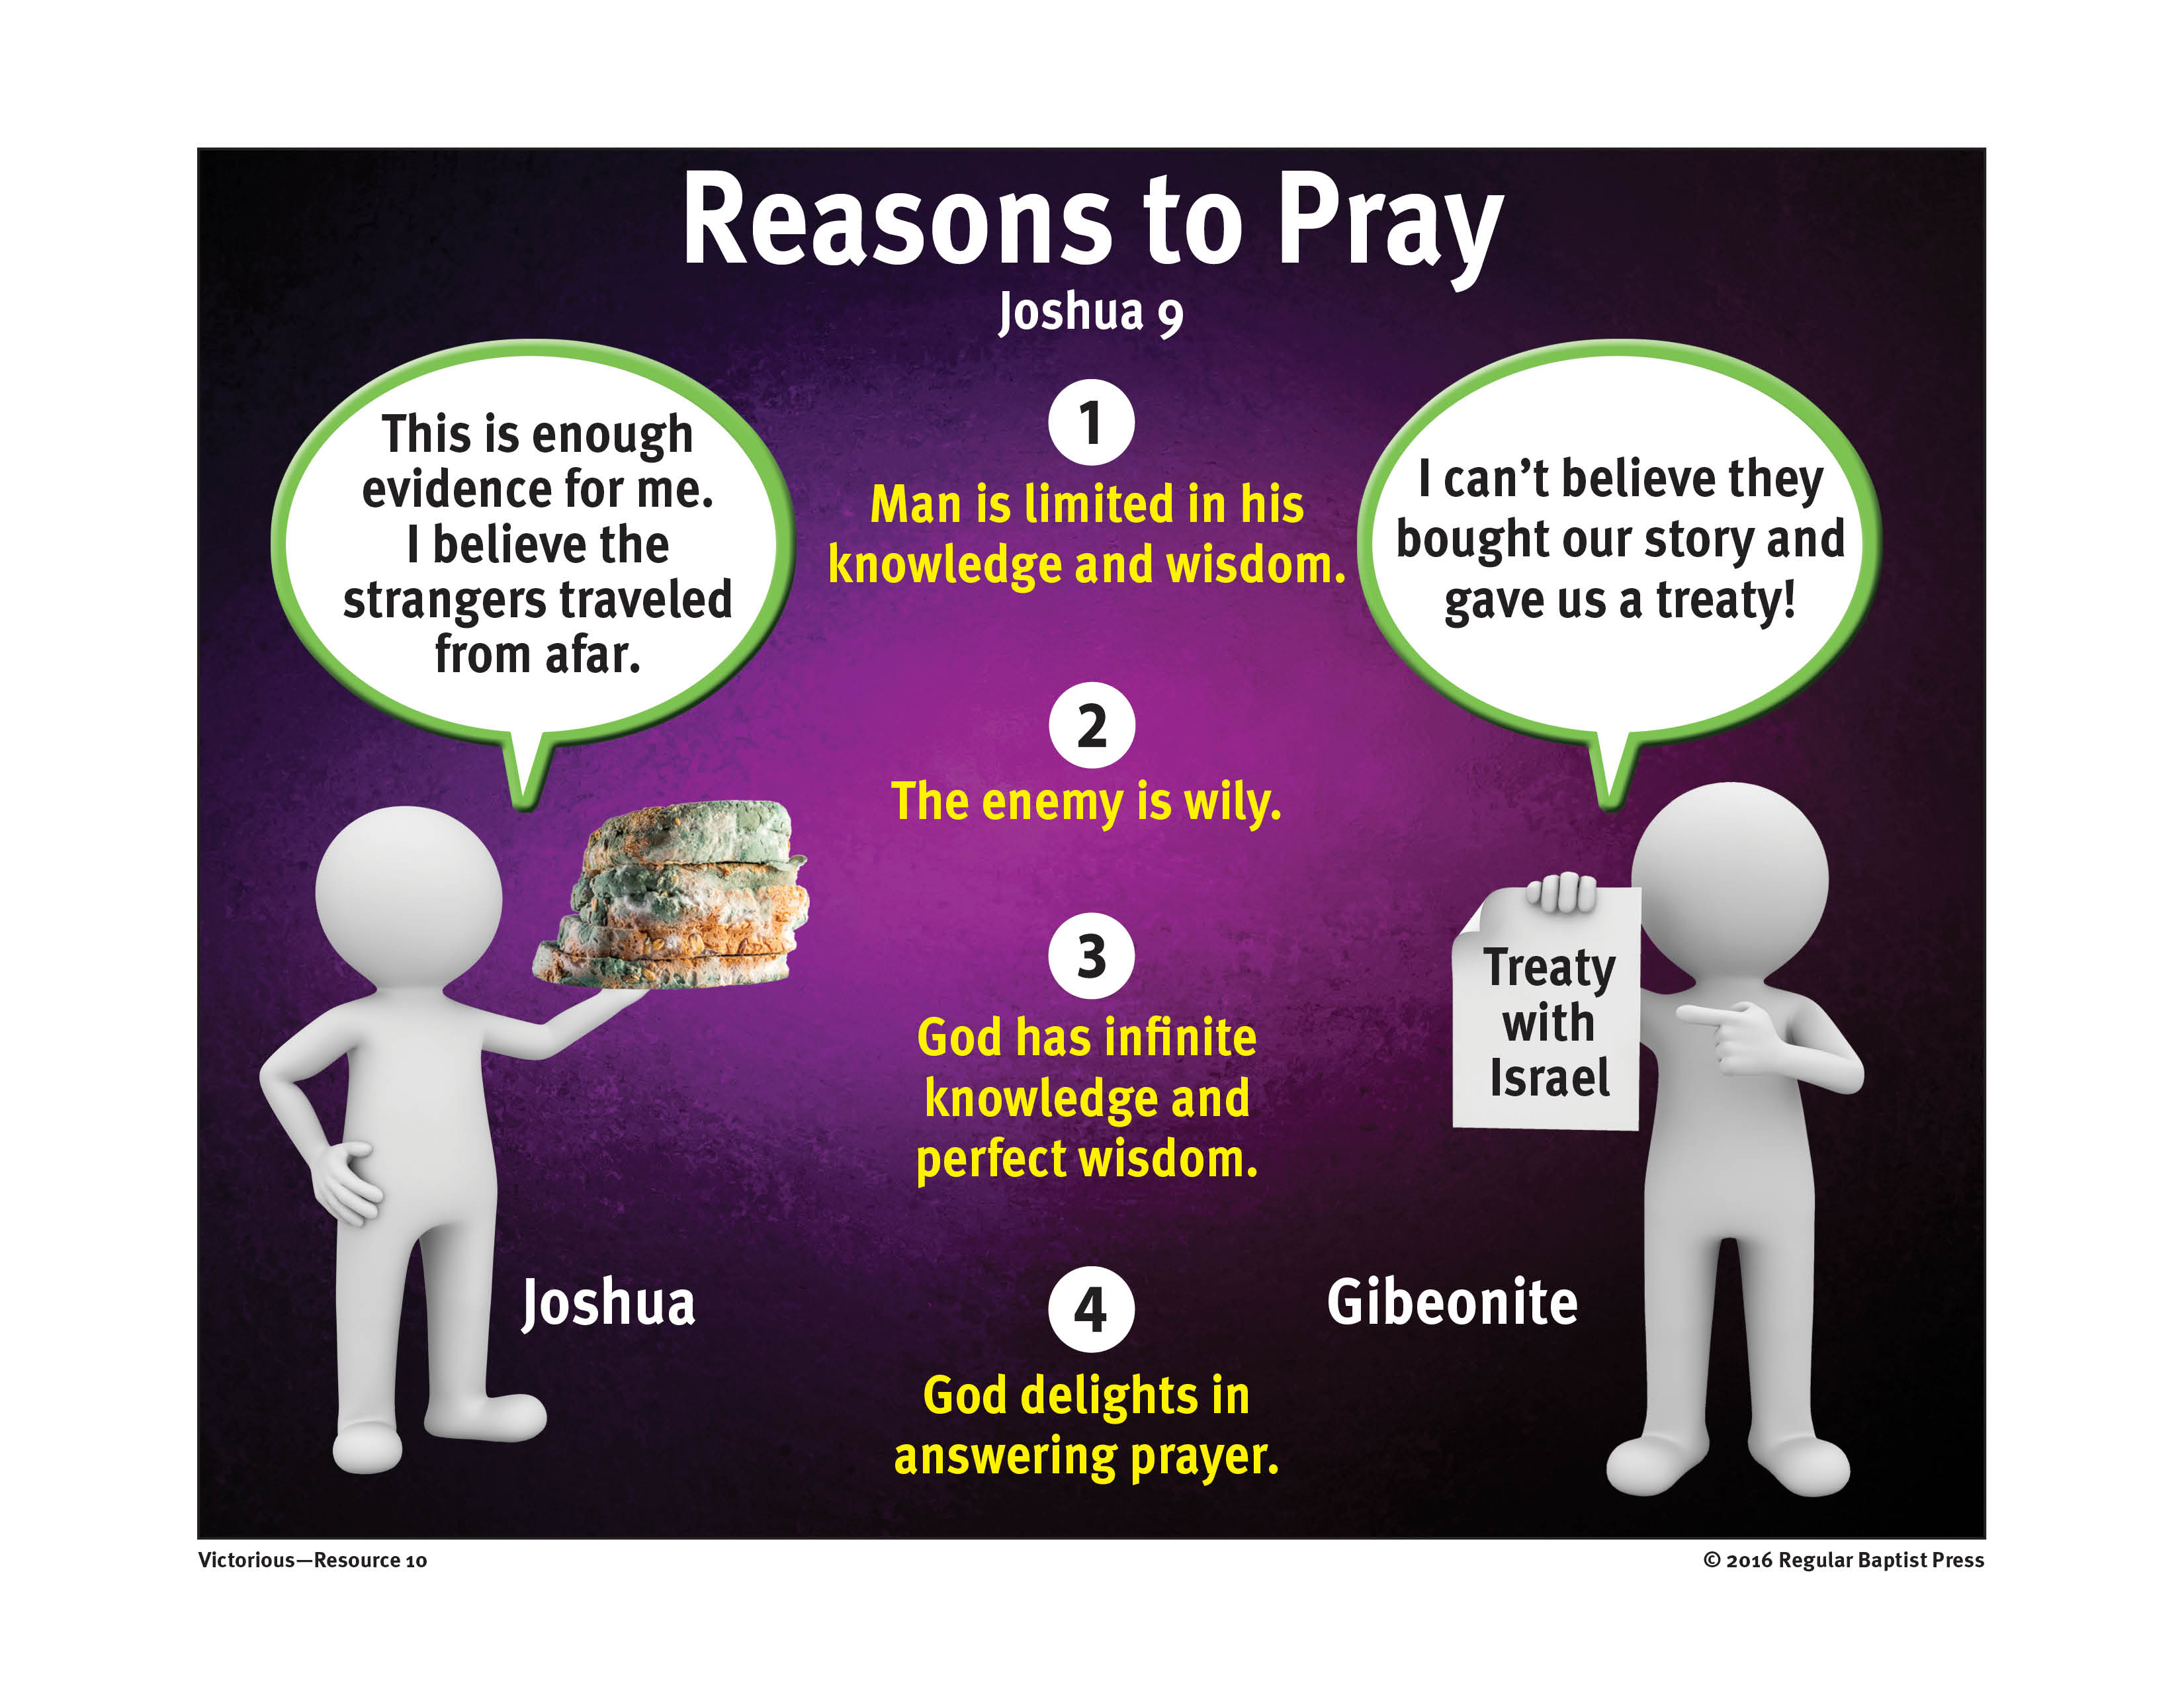 Reasons to Pray
Joshua 9
This is enough
evidence for me.
I believe the
strangers traveled
from afar.
1
Man is limited in his
knowledge and wisdom.
I can’t believe they
bought our story and
gave us a treaty!
2
The enemy is wily.
3
God has infinite
knowledge and
perfect wisdom.
Treaty
with
Israel
Joshua
Gibeonite
4
God delights in
answering prayer.
Victorious—Resource 10
© 2016 Regular Baptist Press